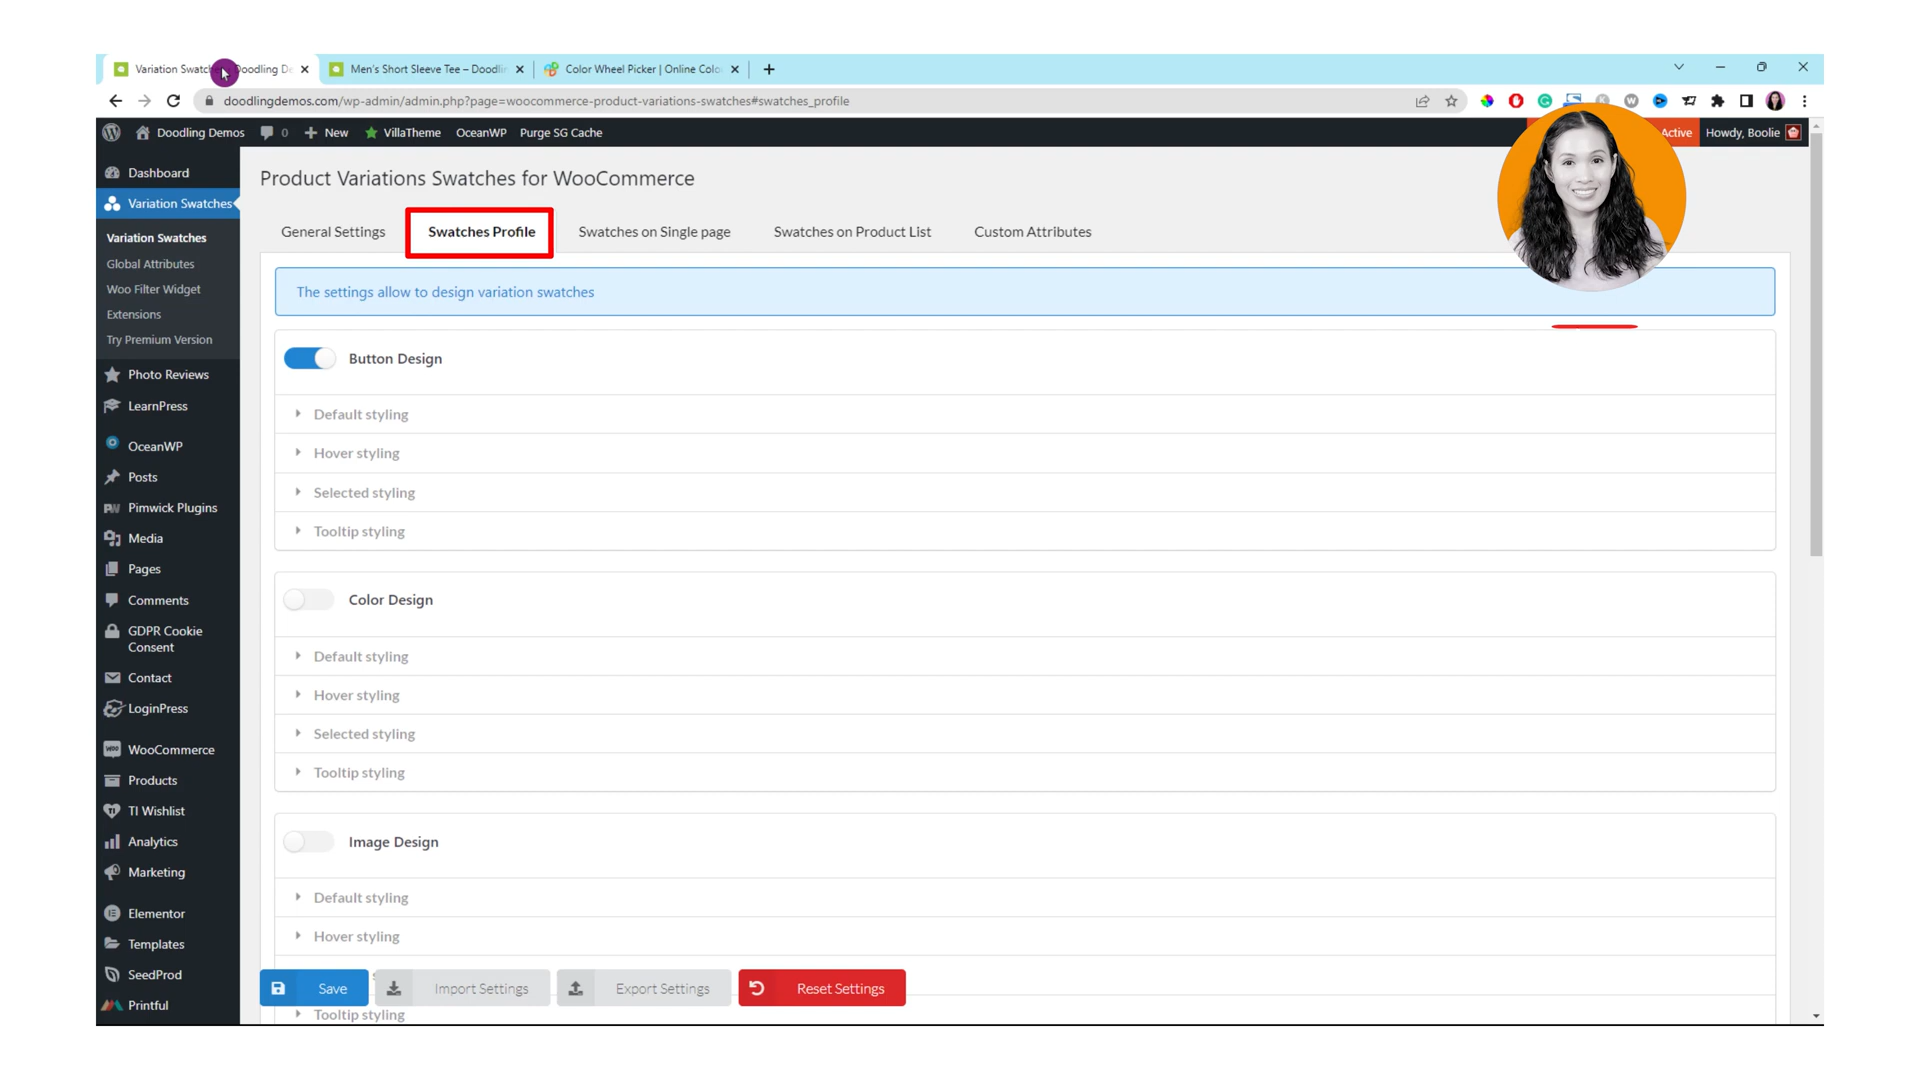 Variation Swatch Doodling De
Men's Short Sleeve Tee – Doodlin
Color Wheel Picker | Online Colo
doodlingdemos.com/wp-admin/admin.php?page=woocommerce-product-variations-swatches#swatches_profile
Doodling Demos 0 New VillaTheme OceanWP Purge SG Cache
Active Howdy, Boolie
Dashboard
Variation Swatches
Variation Swatches
Global Attributes
Woo Filter Widget
Extensions
Try Premium Version
Photo Reviews
LearnPress
OceanWP
Posts
Pimwick Plugins
Media
Pages
Comments
GDPR Cookie
Consent
Contact
LoginPress
WooCommerce
Products
TI Wishlist
Analytics
Marketing
Elementor
Templates
SeedProd
Printful
Product Variations Swatches for WooCommerce
General Settings Swatches Profile Swatches on Single page Swatches on Product List Custom Attributes
The settings allow to design variation swatches
Button Design
Default styling
Hover styling
Selected styling
Tooltip styling
Color Design
Default styling
Hover styling
Selected styling
Tooltip styling
Image Design
Default styling
Hover styling
Save Import Settings Export Settings Reset Settings
Tooltip styling